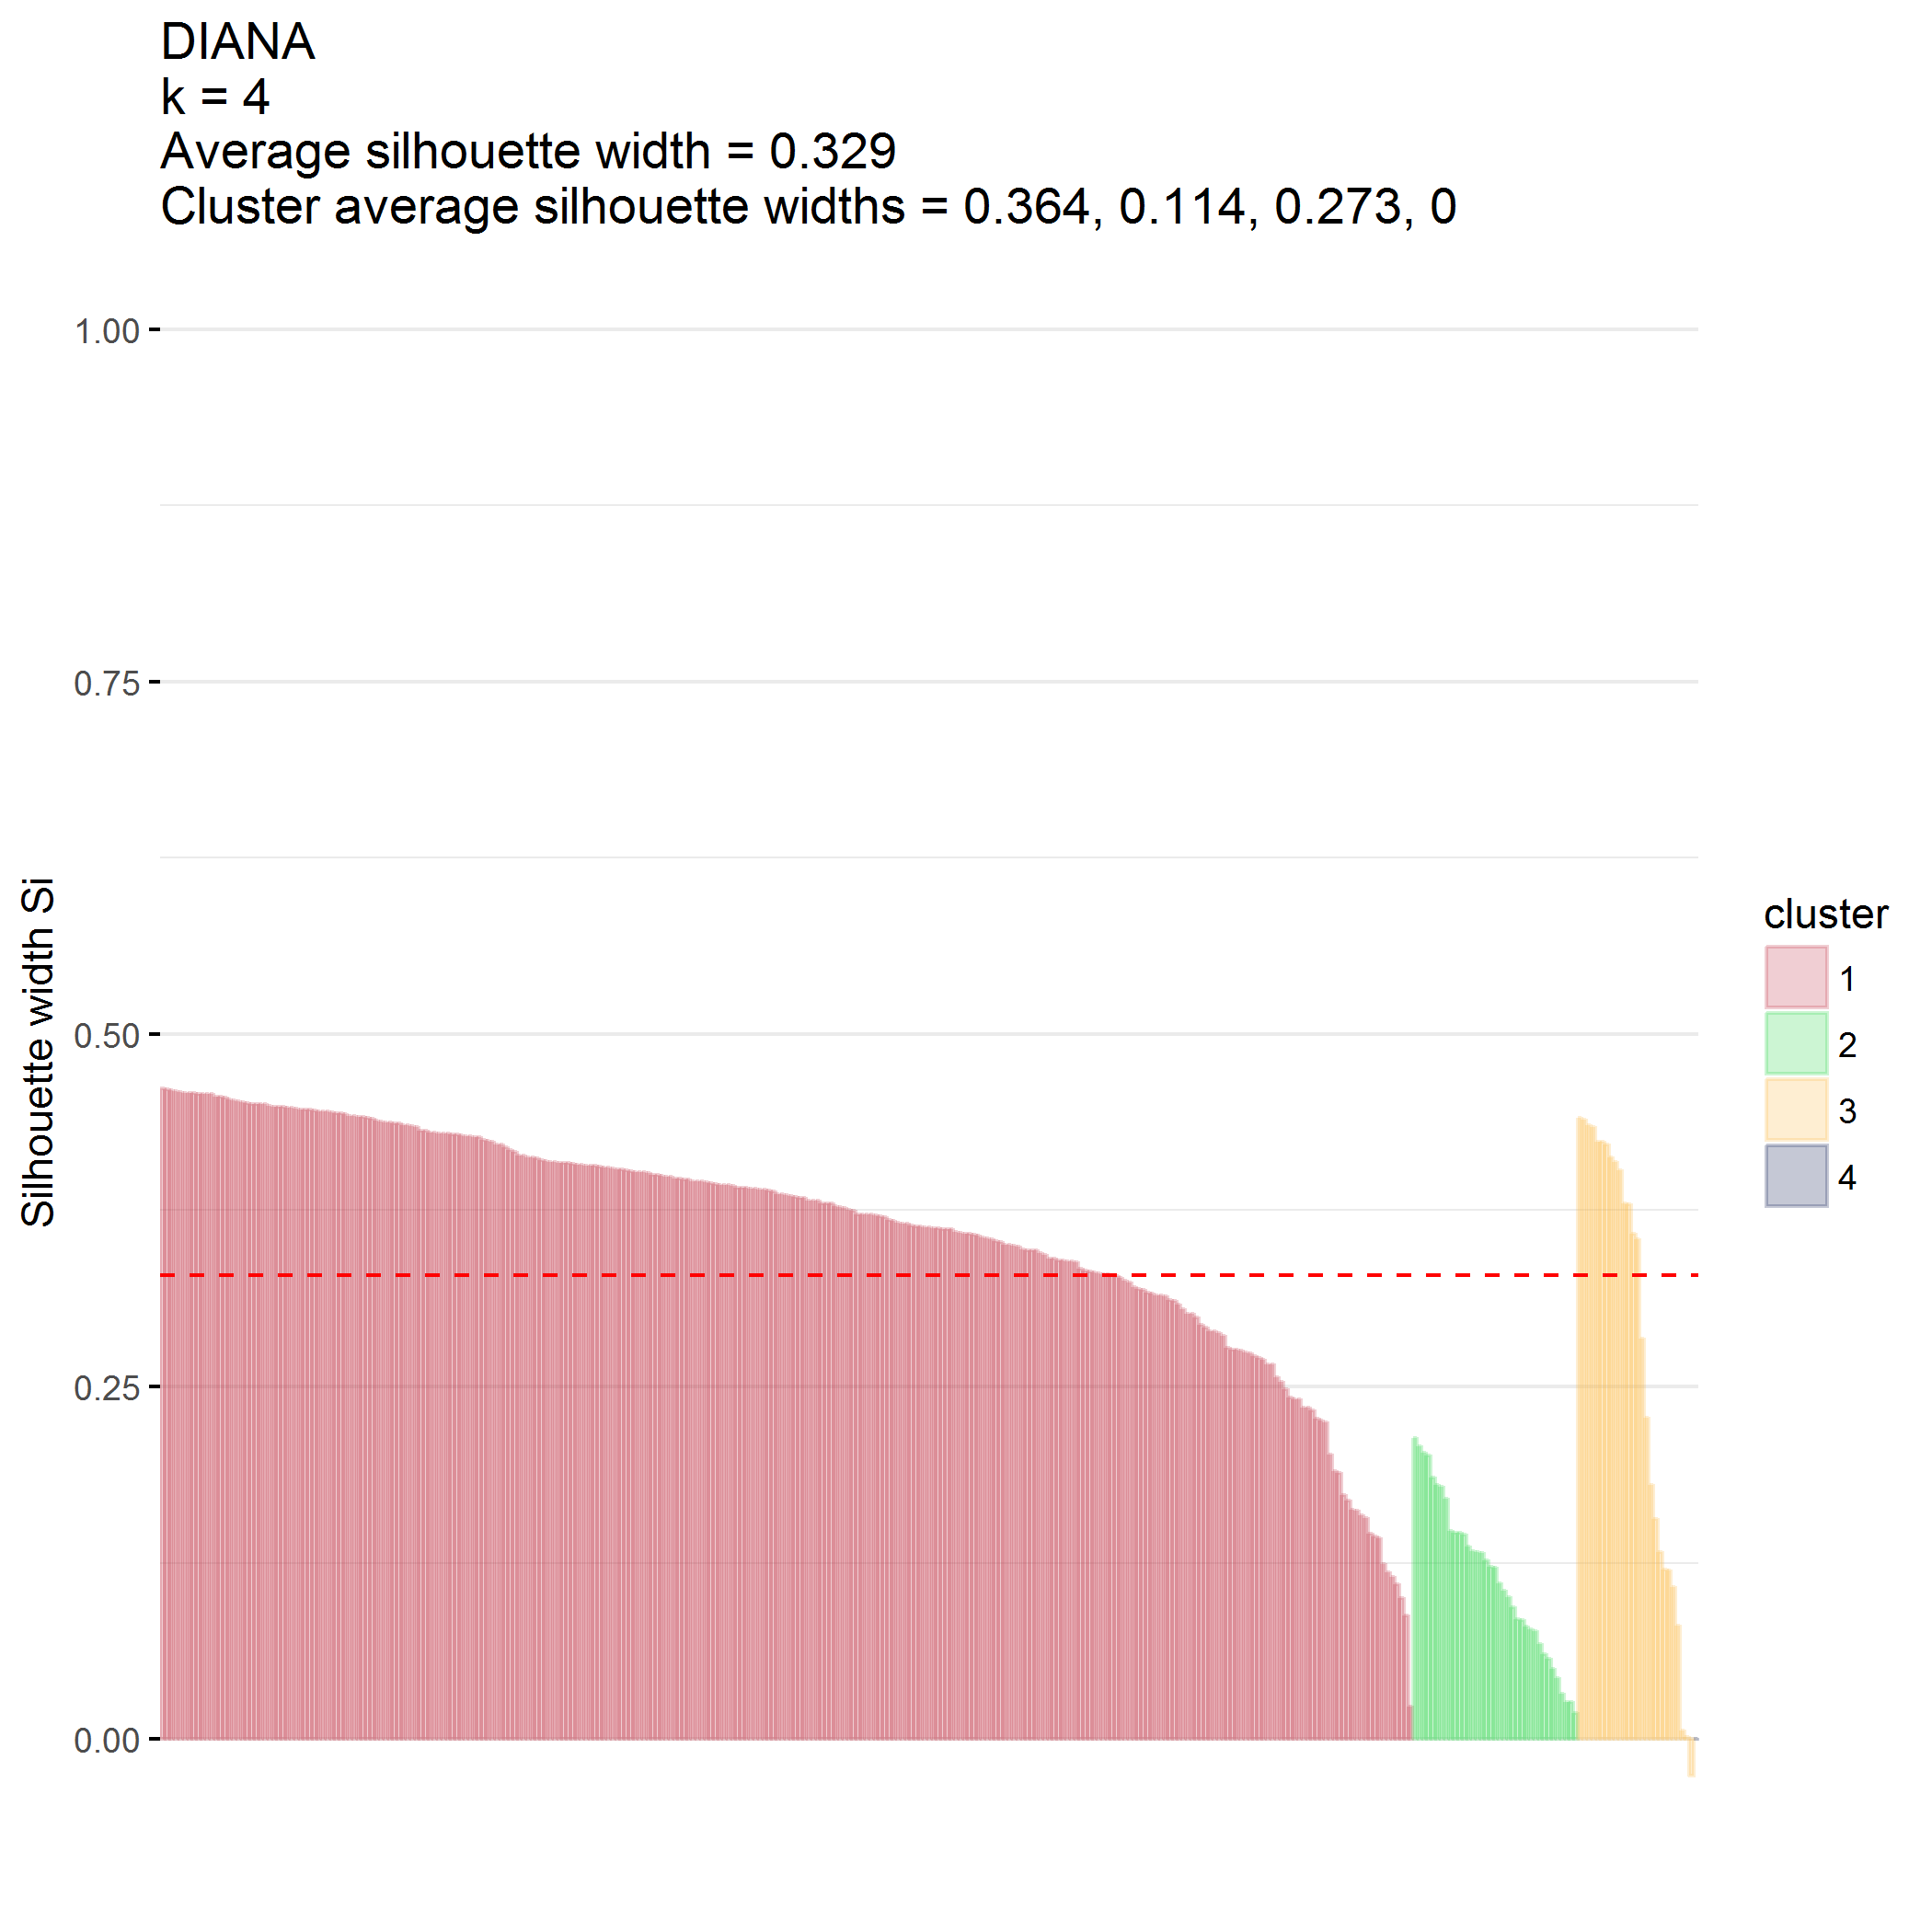 DIANA
k = 4
Average silhouette width = 0.329
Cluster average silhouette widths = 0.364, 0.114, 0.273, 0
1.00
0.75
0.50
0.25
0.00
Silhouette width Si
cluster
1
2
3
4